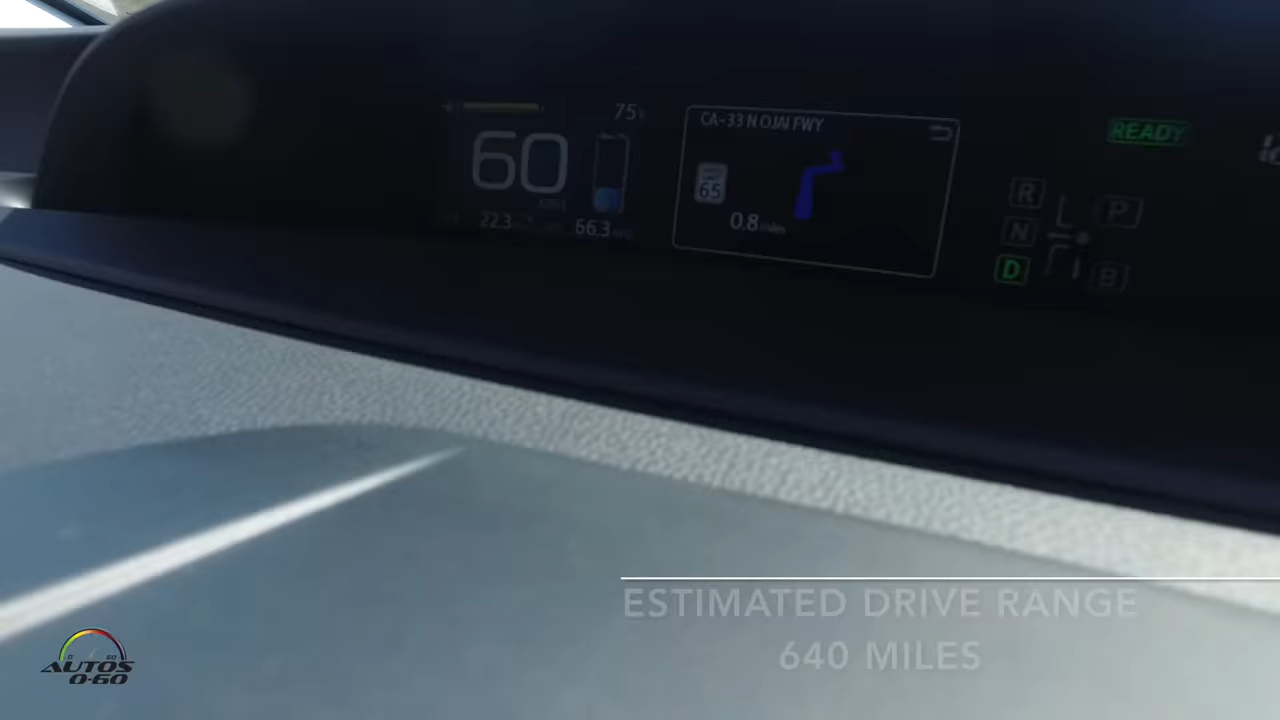 75
60
22.3
66.3
CA-33 N OJAI FWY
65
0.8 miles
READY
R
N
D
P
B
ESTIMATED DRIVE RANGE
640 MILES
AUTOS
0-60